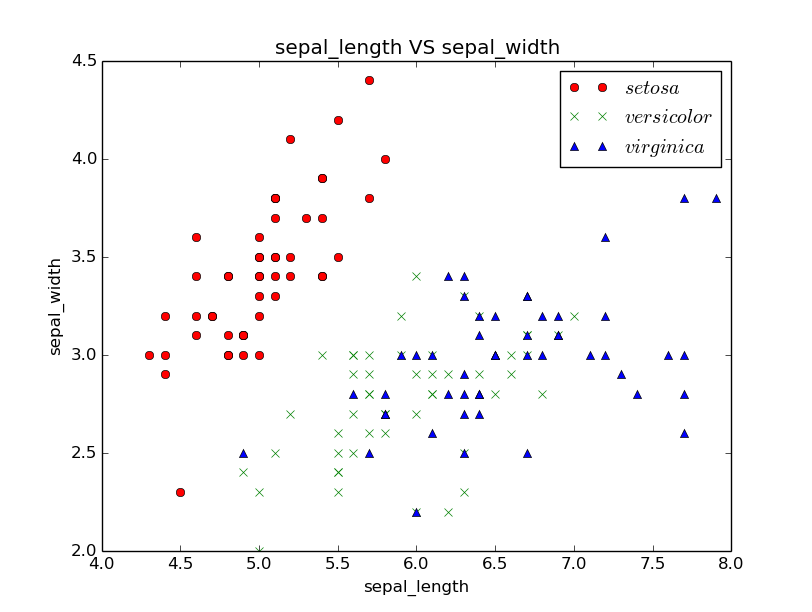 sepal_length VS sepal_width
setosa
versicolor
virginica
sepal_width
4.5
4.0
3.5
3.0
2.5
2.0
4.0 4.5 5.0 5.5 6.0 6.5 7.0 7.5 8.0
sepal_length